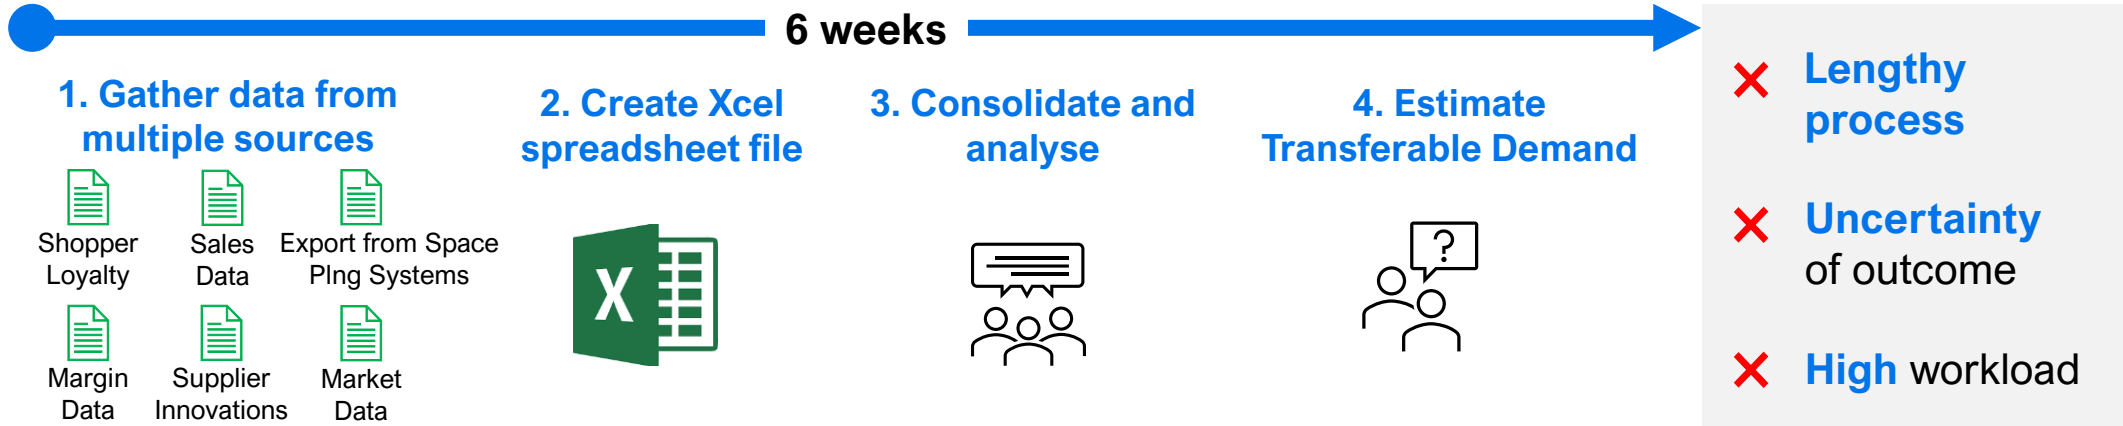 6 weeks
1. Gather data from
multiple sources
Shopper
Loyalty
Sales
Data
Export from Space
Plng Systems
Margin
Data
Supplier
Innovations
Market
Data
2. Create Xcel
spreadsheet file
X
3. Consolidate and
analyse
4. Estimate
Transferable Demand
?
Lengthy
process
Uncertainty
of outcome
High workload